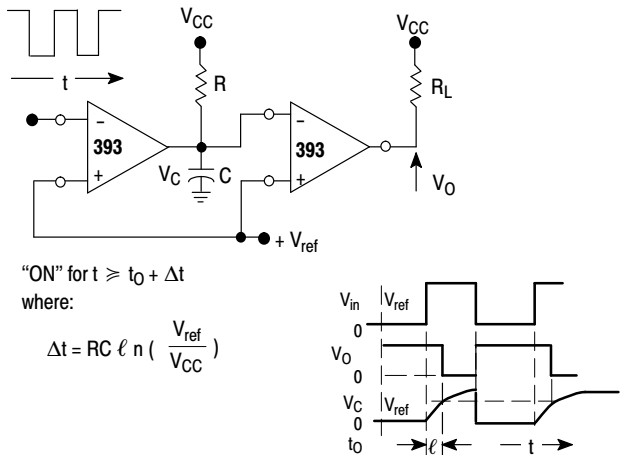 VCC
VCC
R
RL
t
−
393
+
−
393
+
VC
C
VO
+ Vref
“ON” for t ≥ tO + Δt
where:
Δt = RC ℓ n ( Vref / VCC )
Vin
Vref
0
VO
0
VC
Vref
0
tO
ℓ
t